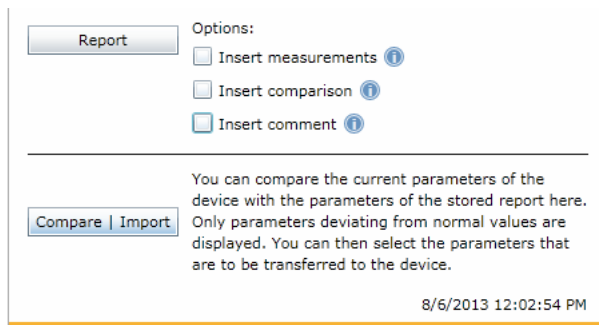 Report
Options:
Insert measurements
Insert comparison
Insert comment
Compare | Import
You can compare the current parameters of the
device with the parameters of the stored report here.
Only parameters deviating from normal values are
displayed. You can then select the parameters that
are to be transferred to the device.
8/6/2013 12:02:54 PM